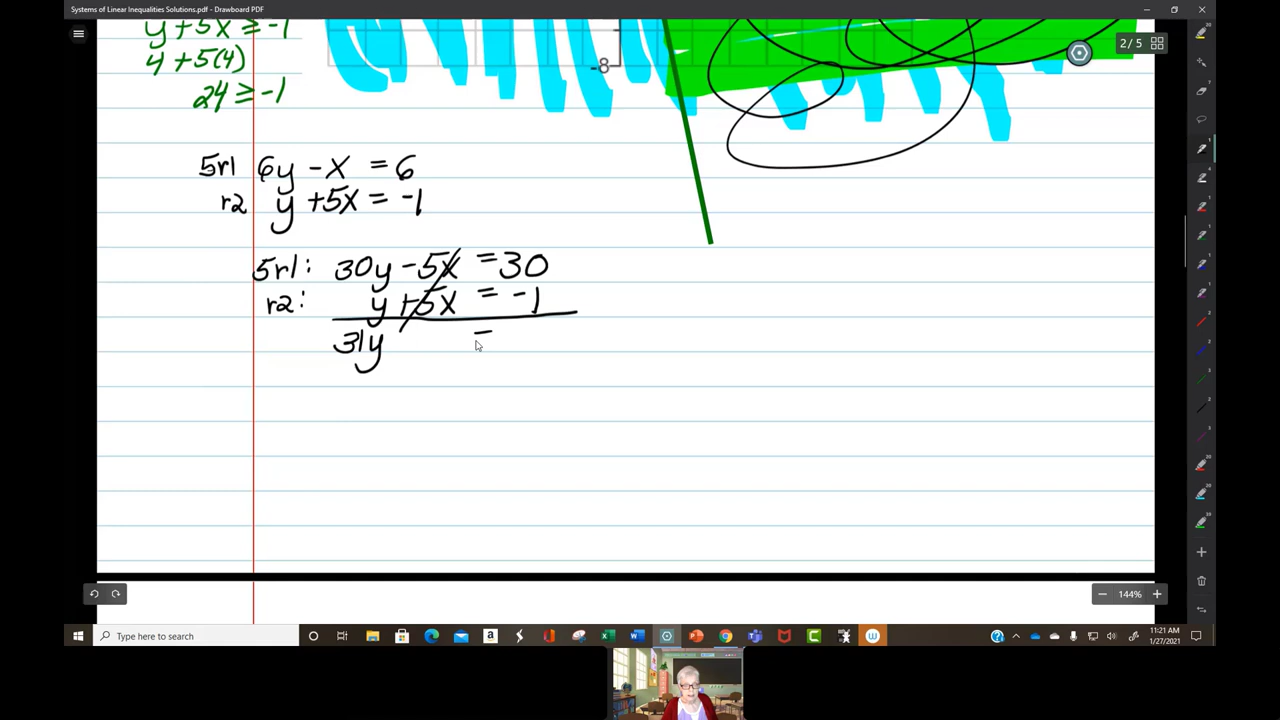 Systems of Linear Inequalities Solutions.pdf - Drawboard PDF
y + 5x ≥ -1
4 + 5(4)
24 ≥ -1
-8
2/5
5r1 6y - x = 6
r2 y + 5x = -1
5r1: 30y - 5x = 30
r2: y + 5x = -1
31y =
144%
Type here to search
11:21 AM
1/27/2021